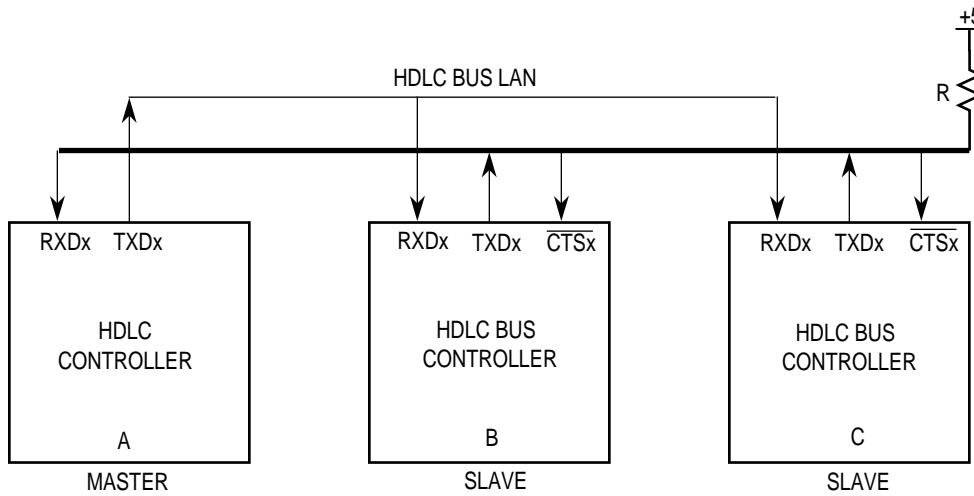 +5
HDLC BUS LAN
R
RXDx TXDx
RXDx TXDx CTSx
RXDx TXDx CTSx
HDLC
CONTROLLER
HDLC BUS
CONTROLLER
HDLC BUS
CONTROLLER
A
B
C
MASTER
SLAVE
SLAVE